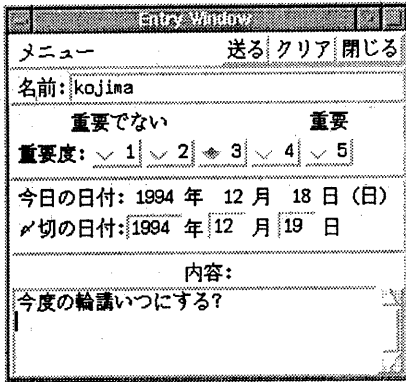 Entry Window
メニュー 送る クリア 閉じる
名前: kojima
重要でない 重要
重要度: 1 2 3 4 5
今日の日付: 1994 年 12 月 18 日 (日)
〆切の日付: 1994 年 12 月 19 日
内容:
今度の輪講いつにする?